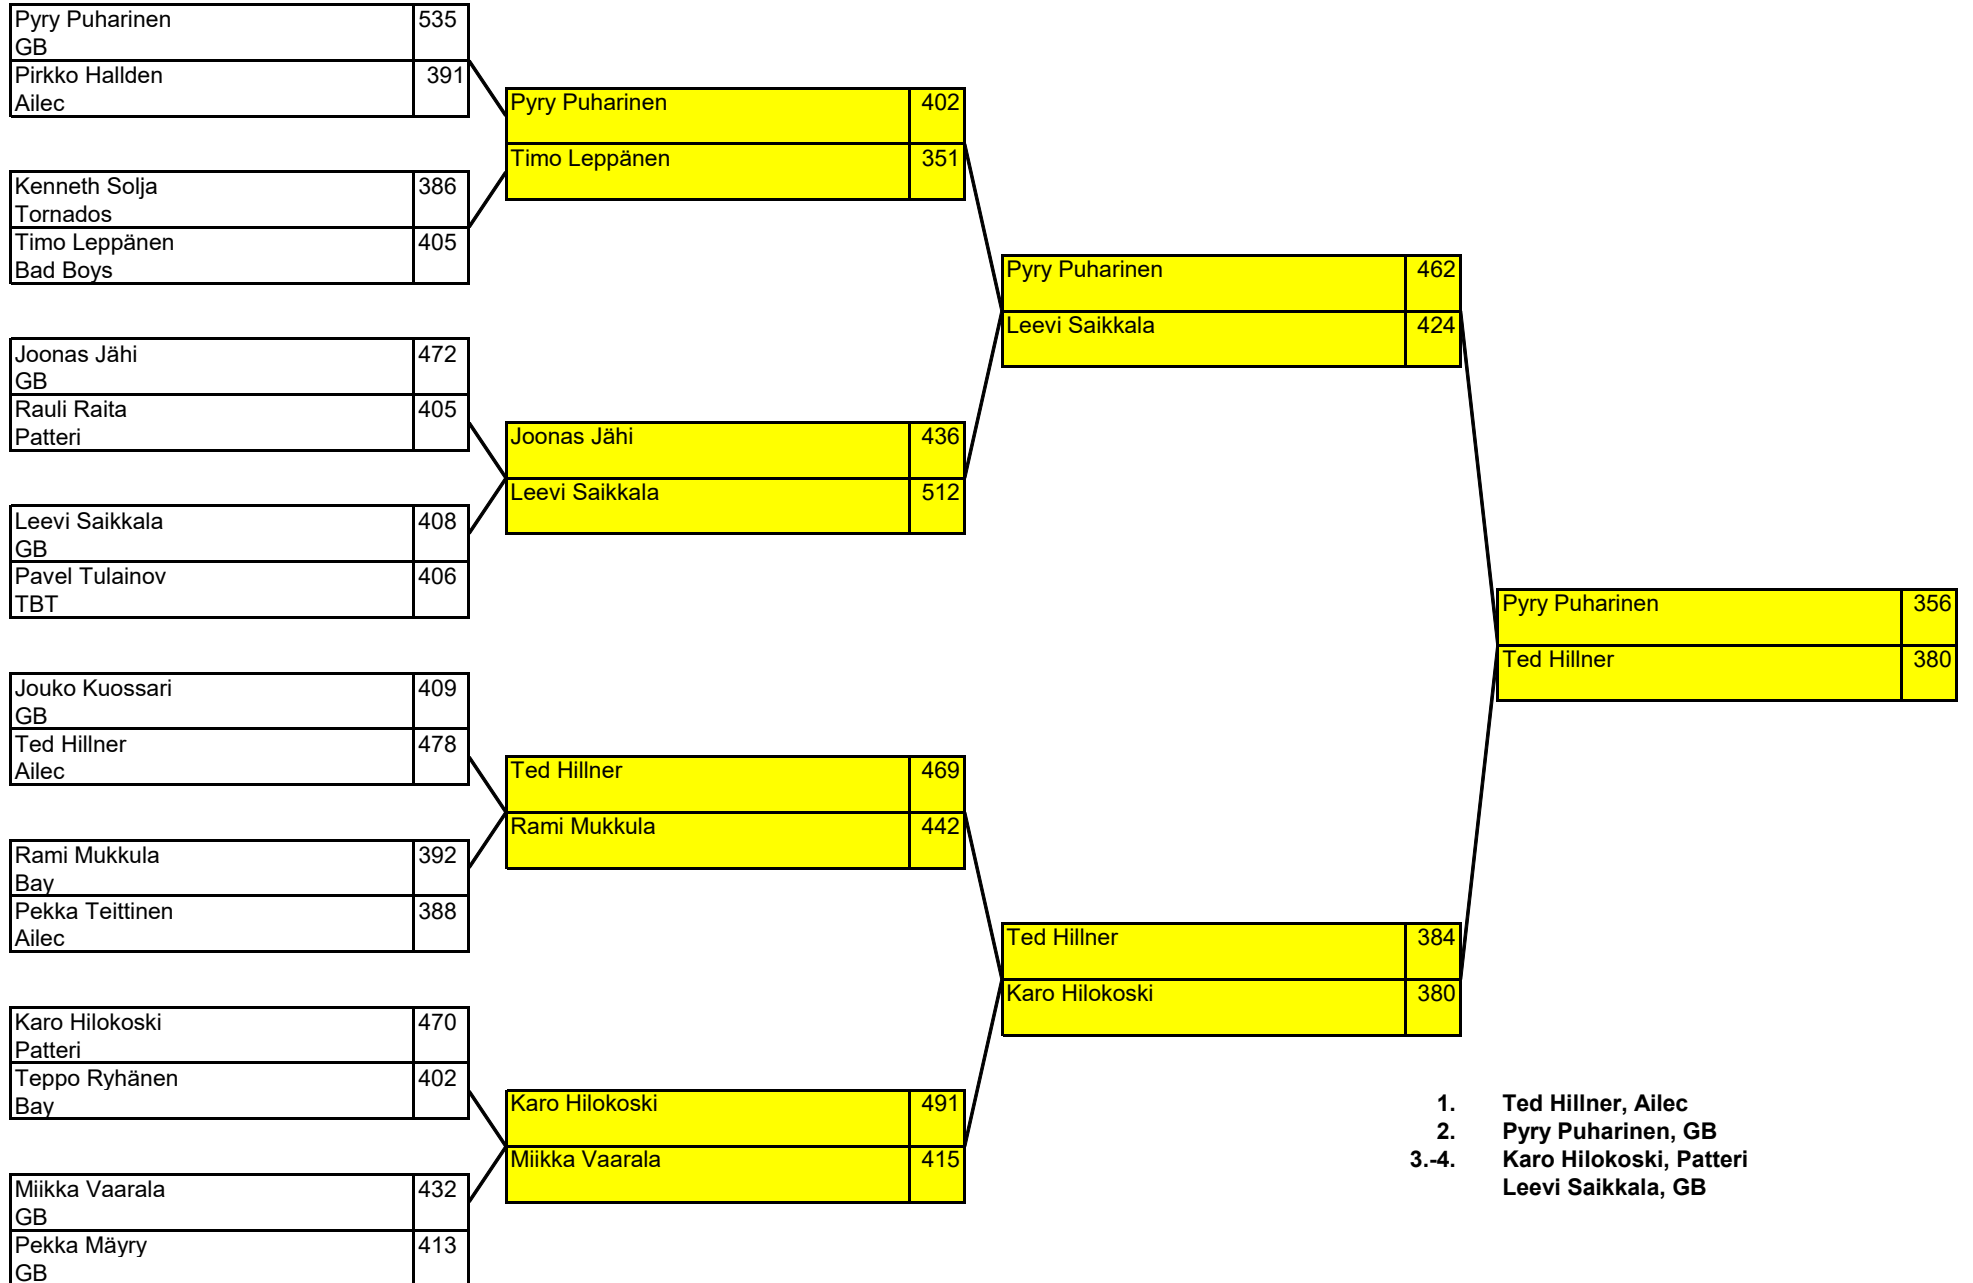 Pyry Puharinen 535
GB
Pirkko Hallden 391
Ailec
Kenneth Solja 386
Tornados
Timo Leppänen 405
Bad Boys
Joonas Jähi 472
GB
Rauli Raita 405
Patteri
Leevi Saikkala 408
GB
Pavel Tulainov 406
TBT
Jouko Kuossari 409
GB
Ted Hillner 478
Ailec
Rami Mukkula 392
Bay
Pekka Teittinen 388
Ailec
Karo Hilokoski 470
Patteri
Teppo Ryhänen 402
Bay
Miikka Vaarala 432
GB
Pekka Mäyry 413
GB
Pyry Puharinen 402
Timo Leppänen 351
Joonas Jähi 436
Leevi Saikkala 512
Ted Hillner 469
Rami Mukkula 442
Karo Hilokoski 491
Miikka Vaarala 415
Pyry Puharinen 462
Leevi Saikkala 424
Ted Hillner 384
Karo Hilokoski 380
Pyry Puharinen 356
Ted Hillner 380
1. Ted Hillner, Ailec
2. Pyry Puharinen, GB
3.-4. Karo Hilokoski, Patteri
Leevi Saikkala, GB